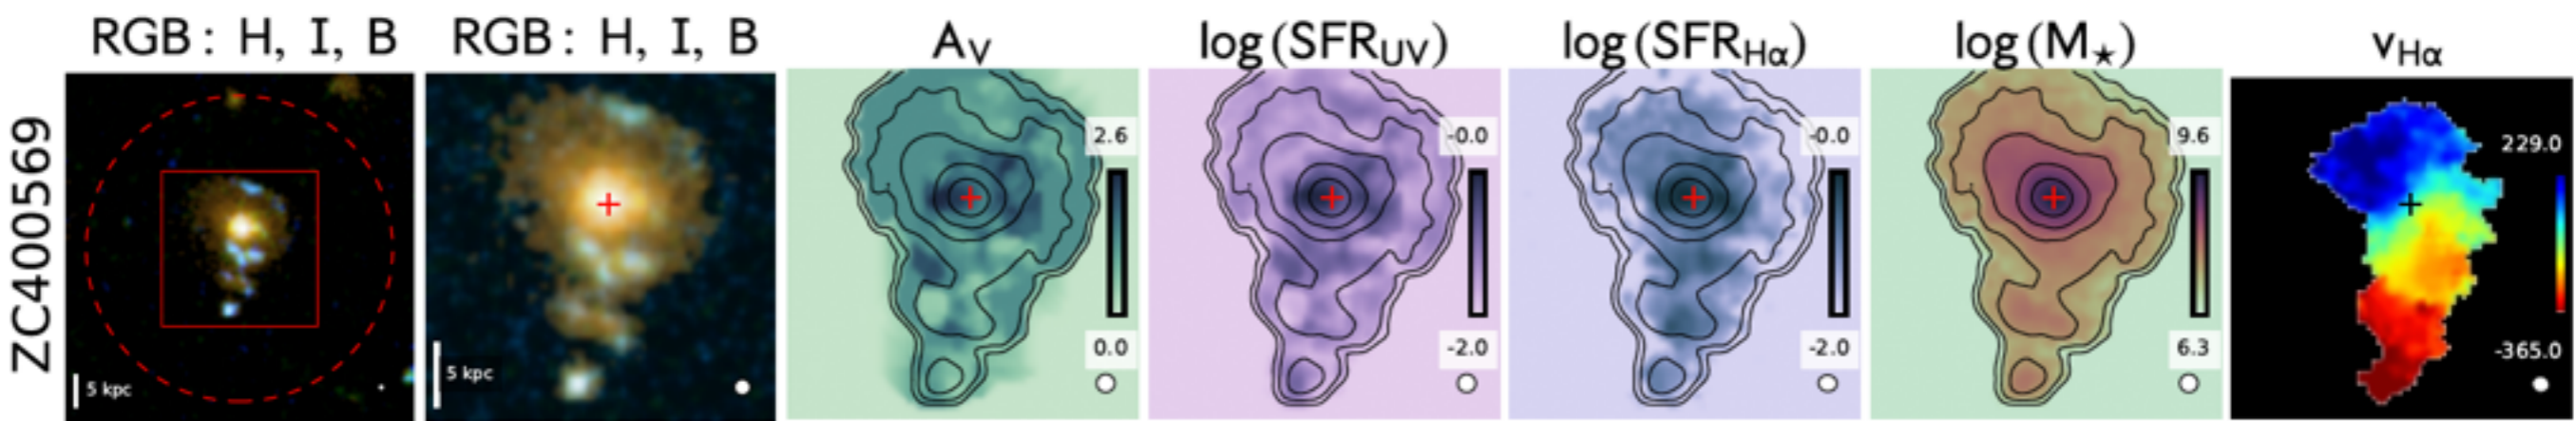 RGB: H, I, B
RGB: H, I, B
A_V
log(SFR_UV)
log(SFR_Hα)
log(M_★)
v_Hα
ZC400569
5 kpc
5 kpc
2.6
0.0
-0.0
-2.0
-0.0
-2.0
9.6
6.3
229.0
-365.0